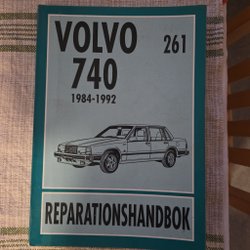 VOLVO 261
740
1984-1992
REPARATIONSHANDBOK